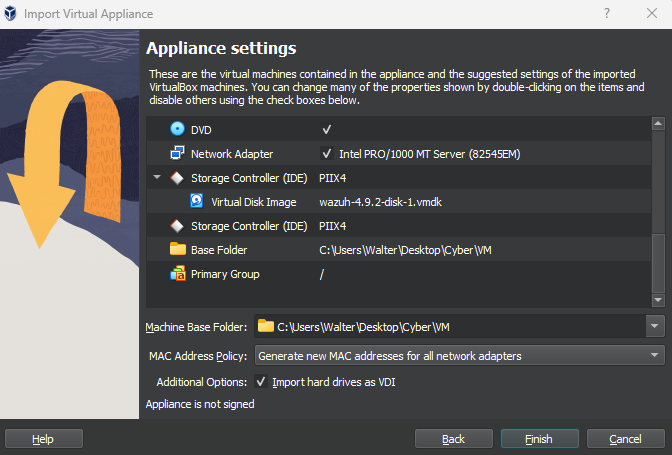 Import Virtual Appliance
Appliance settings
These are the virtual machines contained in the appliance and the suggested settings of the imported
VirtualBox machines. You can change many of the properties shown by double-clicking on the items and
disable others using the check boxes below.
DVD
Network Adapter Intel PRO/1000 MT Server (82545EM)
Storage Controller (IDE) PIIX4
Virtual Disk Image wazuh-4.9.2-disk-1.vmdk
Storage Controller (IDE) PIIX4
Base Folder C:\Users\Walter\Desktop\Cyber\VM
Primary Group /
Machine Base Folder: C:\Users\Walter\Desktop\Cyber\VM
MAC Address Policy: Generate new MAC addresses for all network adapters
Additional Options: Import hard drives as VDI
Appliance is not signed
Help Back Finish Cancel